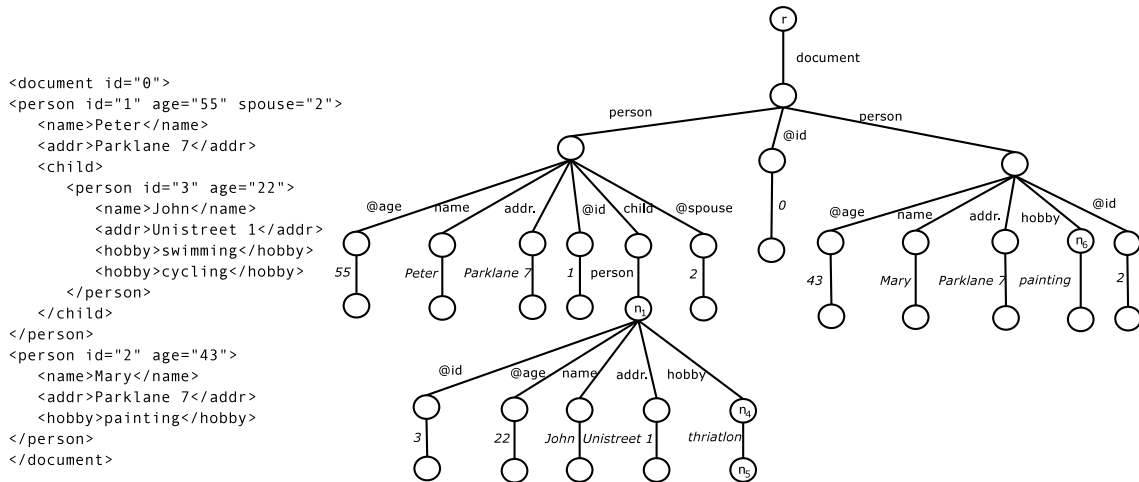 <document id="0">
<person id="1" age="55" spouse="2">
<name>Peter</name>
<addr>Parklane 7</addr>
<child>
<person id="3" age="22">
<name>John</name>
<addr>Unistreet 1</addr>
<hobby>swimming</hobby>
<hobby>cycling</hobby>
</person>
</child>
</person>
<person id="2" age="43">
<name>Mary</name>
<addr>Parklane 7</addr>
<hobby>painting</hobby>
</person>
</document>
r
document
person person
@id
@age name addr. @id child @spouse
0
@age name addr. hobby @id
n6
55 Peter Parklane 7 1 person 2
43 Mary Parklane 7 painting 2
n1
@id @age name addr. hobby
n4
3 22 John Unistreet 1 thriatlon
n5